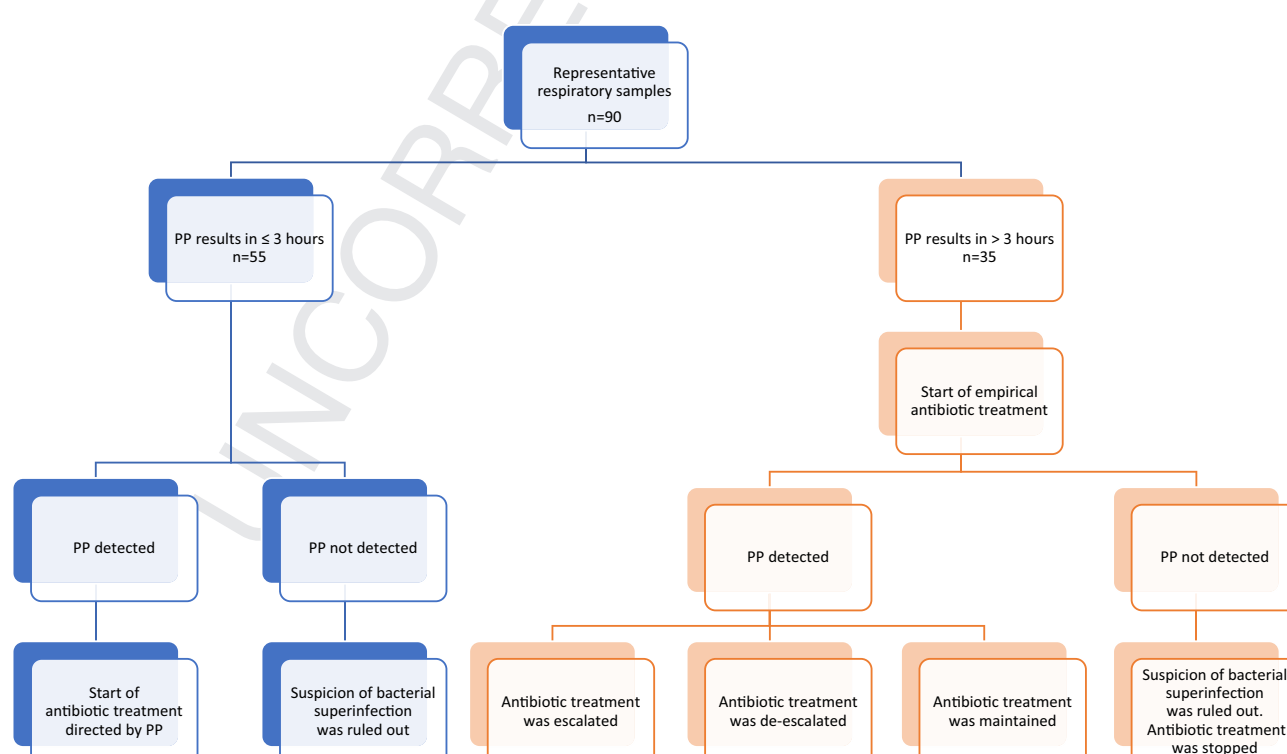 Representative
respiratory samples
n=90
PP results in ≤ 3 hours
n=55
PP results in > 3 hours
n=35
Start of empirical
antibiotic treatment
PP detected
PP not detected
PP detected
PP not detected
Start of
antibiotic treatment
directed by PP
Suspicion of bacterial
superinfection
was ruled out
Antibiotic treatment
was escalated
Antibiotic treatment
was de-escalated
Antibiotic treatment
was maintained
Suspicion of bacterial
superinfection
was ruled out.
Antibiotic treatment
was stopped
UNCORRE